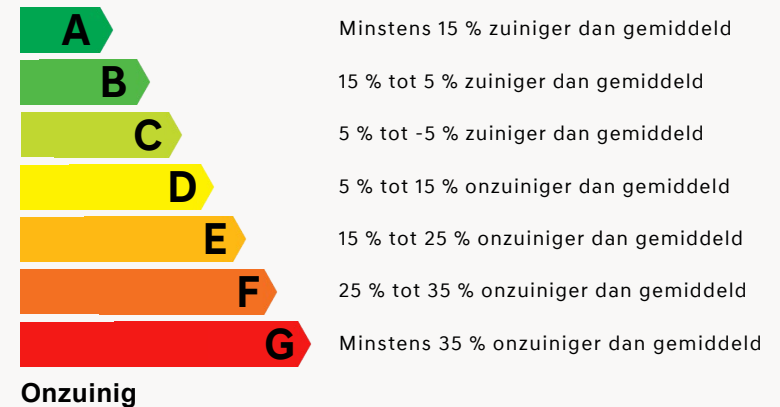 A Minstens 15 % zuiniger dan gemiddeld
B 15 % tot 5 % zuiniger dan gemiddeld
C 5 % tot -5 % zuiniger dan gemiddeld
D 5 % tot 15 % onzuiniger dan gemiddeld
E 15 % tot 25 % onzuiniger dan gemiddeld
F 25 % tot 35 % onzuiniger dan gemiddeld
G Minstens 35 % onzuiniger dan gemiddeld
Onzuinig